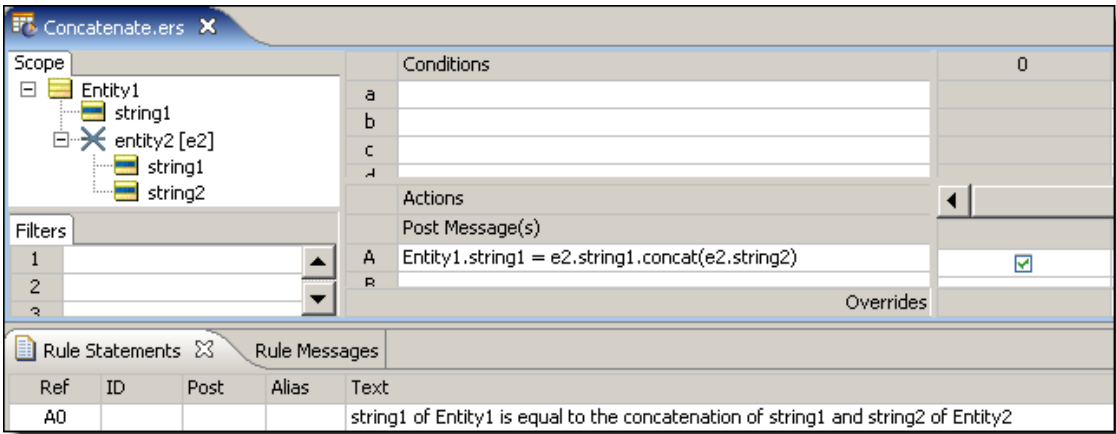 Concatenate.ers
Scope
Entity1
string1
entity2 [e2]
string1
string2
Filters
1
2
3
Conditions 0
a
b
c
d
Actions
Post Message(s)
A Entity1.string1 = e2.string1.concat(e2.string2)
B
Overrides
Rule Statements Rule Messages
Ref ID Post Alias Text
A0 string1 of Entity1 is equal to the concatenation of string1 and string2 of Entity2